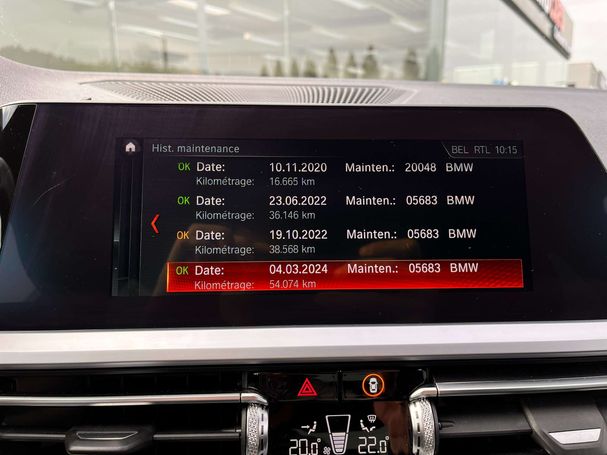 Hist. maintenance BEL RTL 10:15
OK Date: 10.11.2020 Mainten.: 20048 BMW
Kilométrage: 16.665 km
OK Date: 23.06.2022 Mainten.: 05683 BMW
Kilométrage: 36.146 km
OK Date: 19.10.2022 Mainten.: 05683 BMW
Kilométrage: 38.568 km
OK Date: 04.03.2024 Mainten.: 05683 BMW
Kilométrage: 54.074 km
20.0° 22.0°